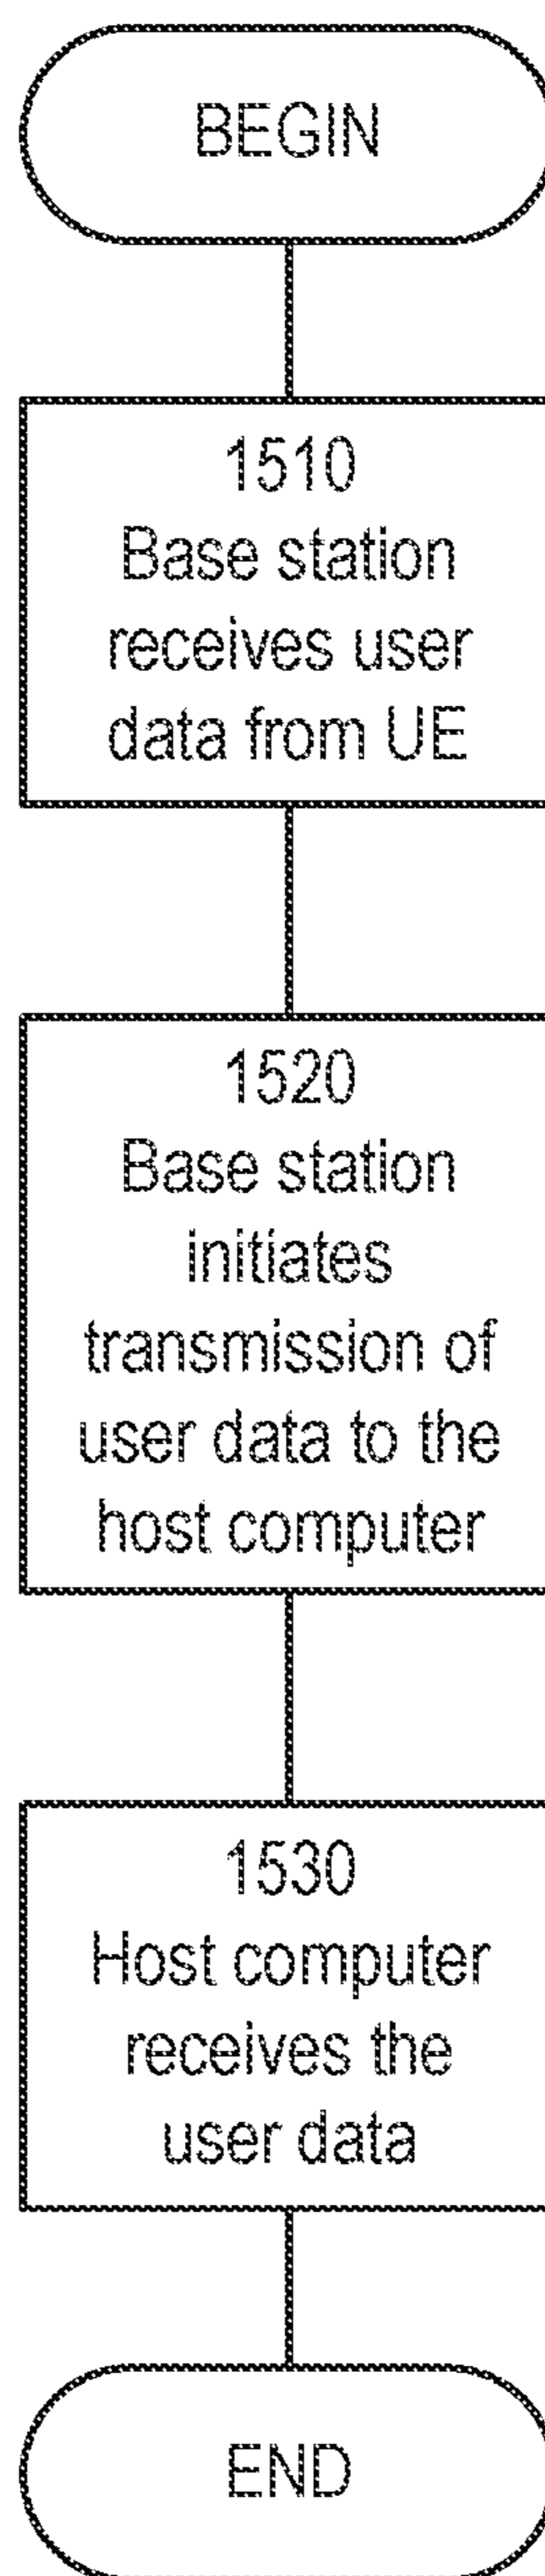 BEGIN
1510
Base station
receives user
data from UE
1520
Base station
initiates
transmission of
user data to the
host computer
1530
Host computer
receives the
user data
END